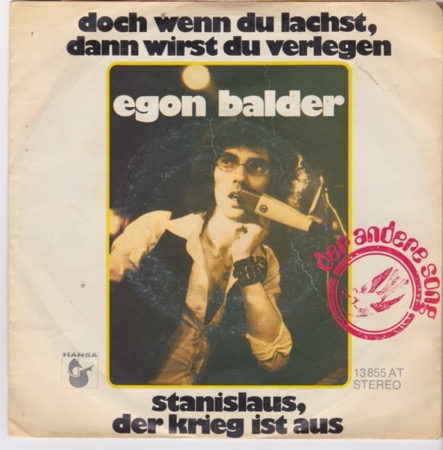 doch wenn du lachst,
dann wirst du verlegen
egon balder
der andere song
HANSA
13 855 AT
STEREO
stanislaus,
der krieg ist aus